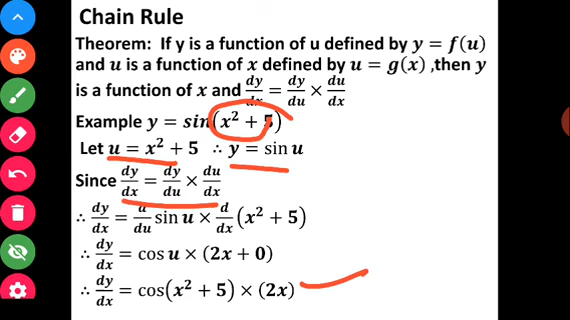 Chain Rule
Theorem: If y is a function of u defined by y = f(u)
and u is a function of x defined by u = g(x) ,then y
is a function of x and dy/dx = dy/du × du/dx
Example y = sin(x² + 5)
Let u = x² + 5 ∴ y = sin u
Since dy/dx = dy/du × du/dx
∴ dy/dx = d/du sin u × d/dx (x² + 5)
∴ dy/dx = cos u × (2x + 0)
∴ dy/dx = cos(x² + 5) × (2x)